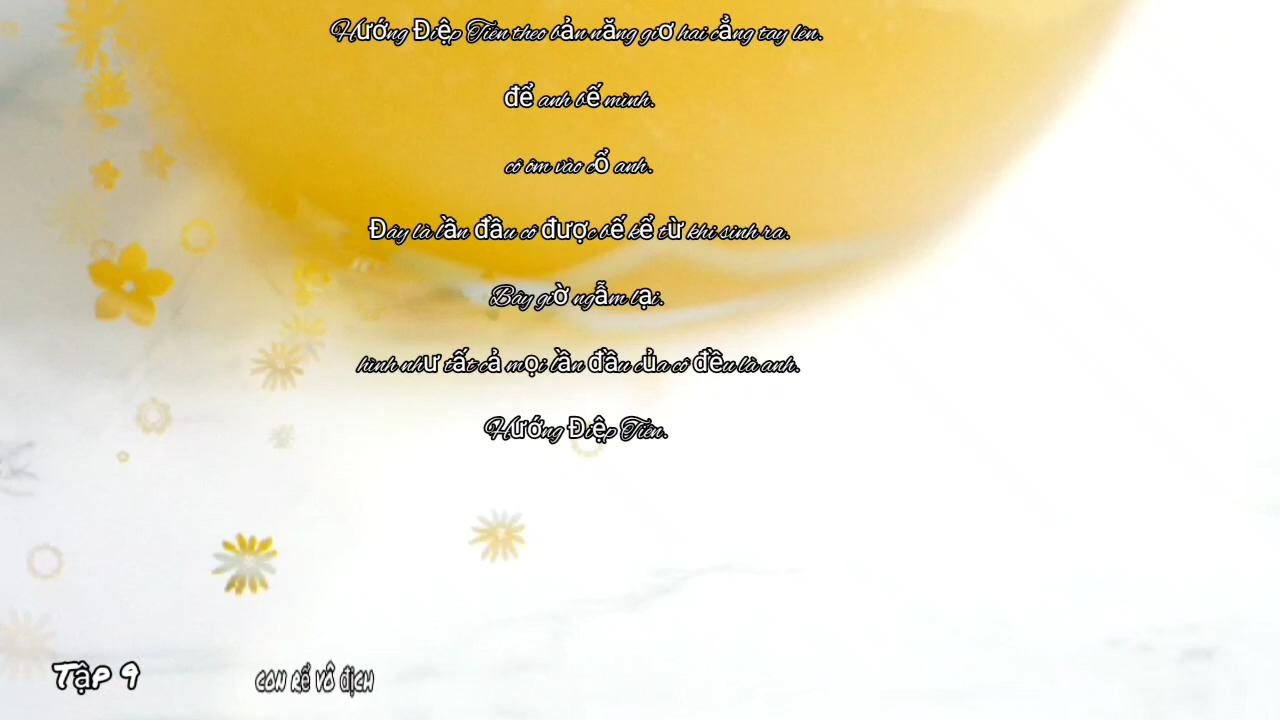 Hướng Điệp Tiên theo bản năng giơ hai cẳng tay lên.
để anh bế mình.
cô ôm vào cổ anh.
Đây là lần đầu cô được bế kể từ khi sinh ra.
Bây giờ ngẫm lại.
hình như tất cả mọi lần đầu của cô đều là anh.
Hướng Điệp Tiên.
Tập 9
CON RỂ VÔ ĐỊCH